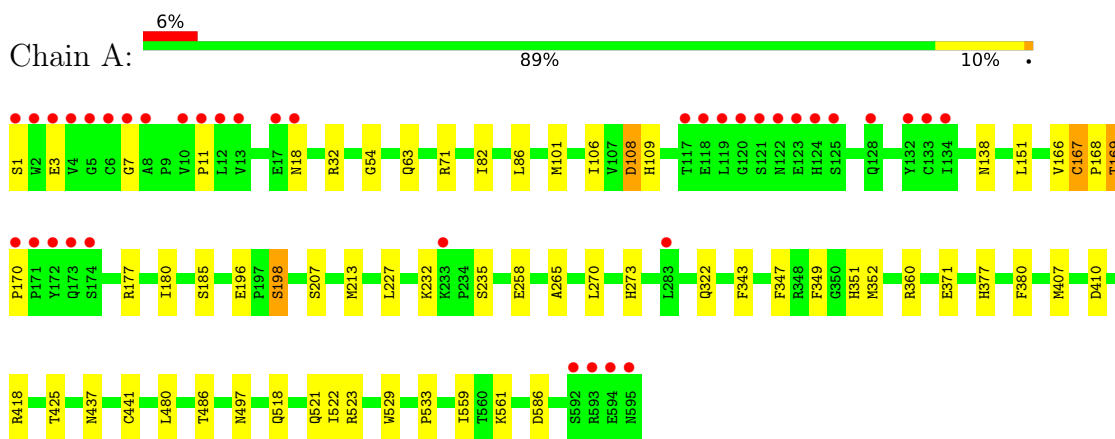 6%
Chain A:
89% 10% •
S1 W2 E3 V4 G5 C6 G7 A8 P9 V10 P11 L12 V13 E17 N18 R32 G54 Q63 R71 I82 L86 M101 I106 V107 D108 H109 T117 E118 L119 G120 S121 N122 E123 H124 S125 Q128 Y132 C133 I134 N138 L151 V166 C167 P168 T169
P170 P171 Y172 Q173 S174 R177 I180 S185 E196 P197 S198 S207 M213 L227 K232 K233 P234 S235 E258 A265 L270 H273 L283 Q322 F343 F347 R348 F349 G350 H351 M352 R360 E371 H377 F380 M407 D410
R418 T425 N437 C441 L480 T486 N497 Q518 Q521 I522 R523 W529 P533 I559 T560 K561 D586 S592 R593 E594 N595